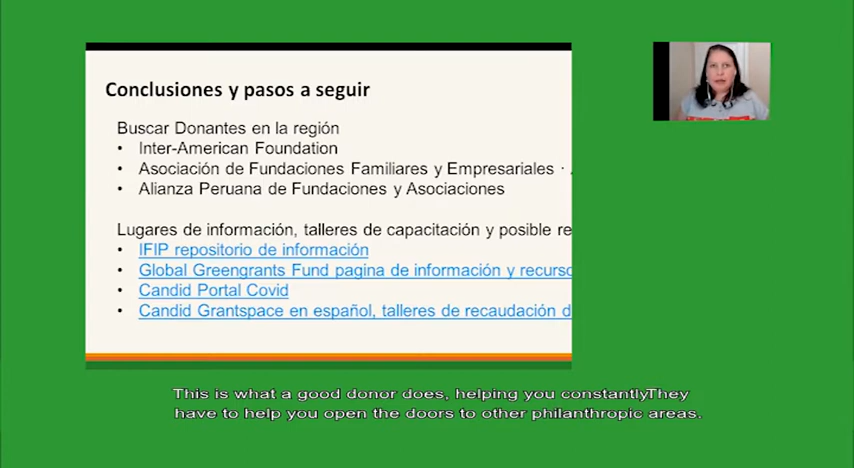 Conclusiones y pasos a seguir
Buscar Donantes en la región
• Inter-American Foundation
• Asociación de Fundaciones Familiares y Empresariales ·
• Alianza Peruana de Fundaciones y Asociaciones
Lugares de información, talleres de capacitación y posible re
• IFIP repositorio de información
• Global Greengrants Fund pagina de información y recurso
• Candid Portal Covid
• Candid Grantspace en español, talleres de recaudación d
This is what a good donor does, helping you constantlyThey
have to help you open the doors to other philanthropic areas.